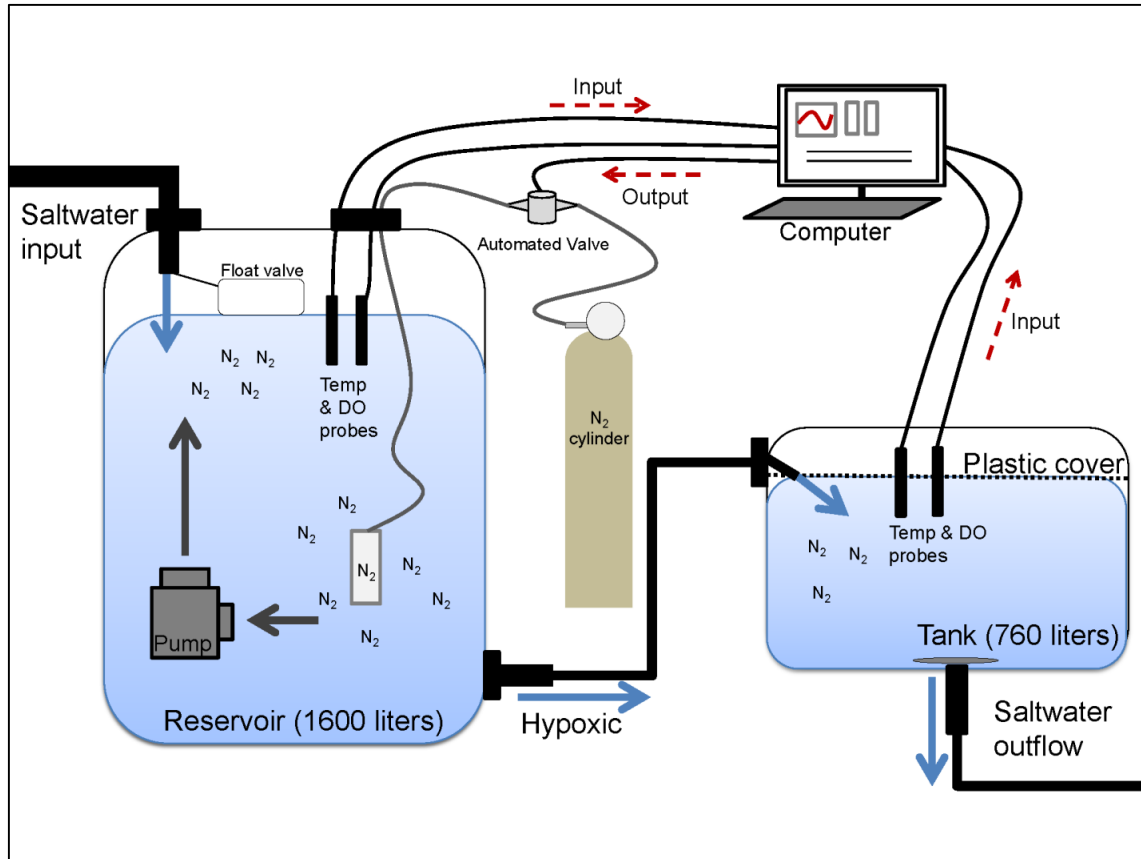 Input
Output
Saltwater
input
Automated Valve
Computer
Float valve
Input
N₂ N₂
N₂ N₂
Temp
& DO
probes
N₂
cylinder
Plastic cover
N₂
N₂
N₂
N₂
N₂
N₂
N₂
Temp & DO
probes
N₂ N₂
N₂
Pump
Tank (760 liters)
Reservoir (1600 liters)
Hypoxic
Saltwater
outflow